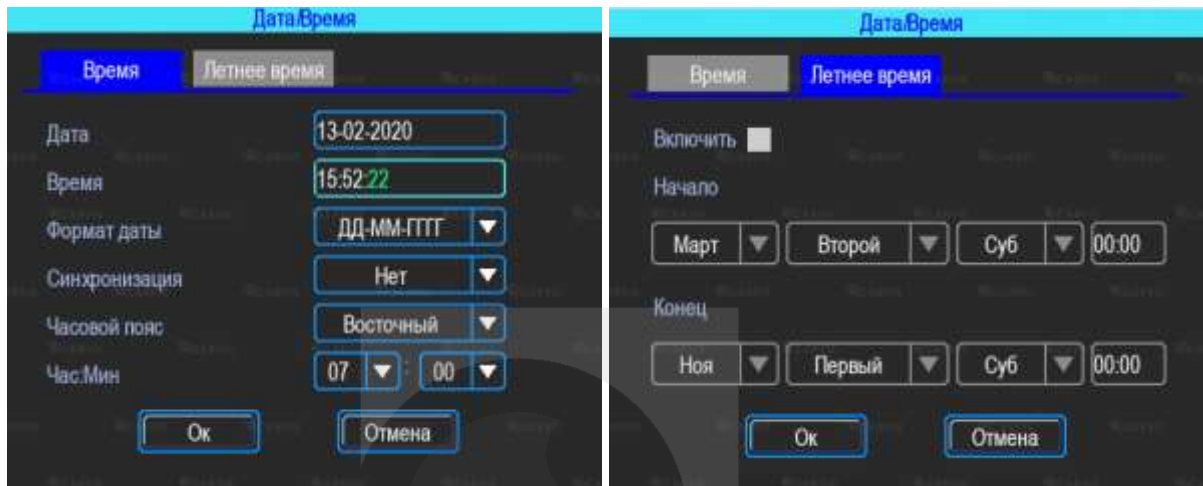 Дата/Время
Время Летнее время
Дата 13-02-2020
Время 15:52:22
Формат даты ДД-ММ-ГГГГ
Синхронизация Нет
Часовой пояс Восточный
Час:Мин 07 : 00
Ок Отмена
Дата/Время
Время Летнее время
Включить
Начало
Март Второй Суб 00:00
Конец
Ноя Первый Суб 00:00
Ок Отмена